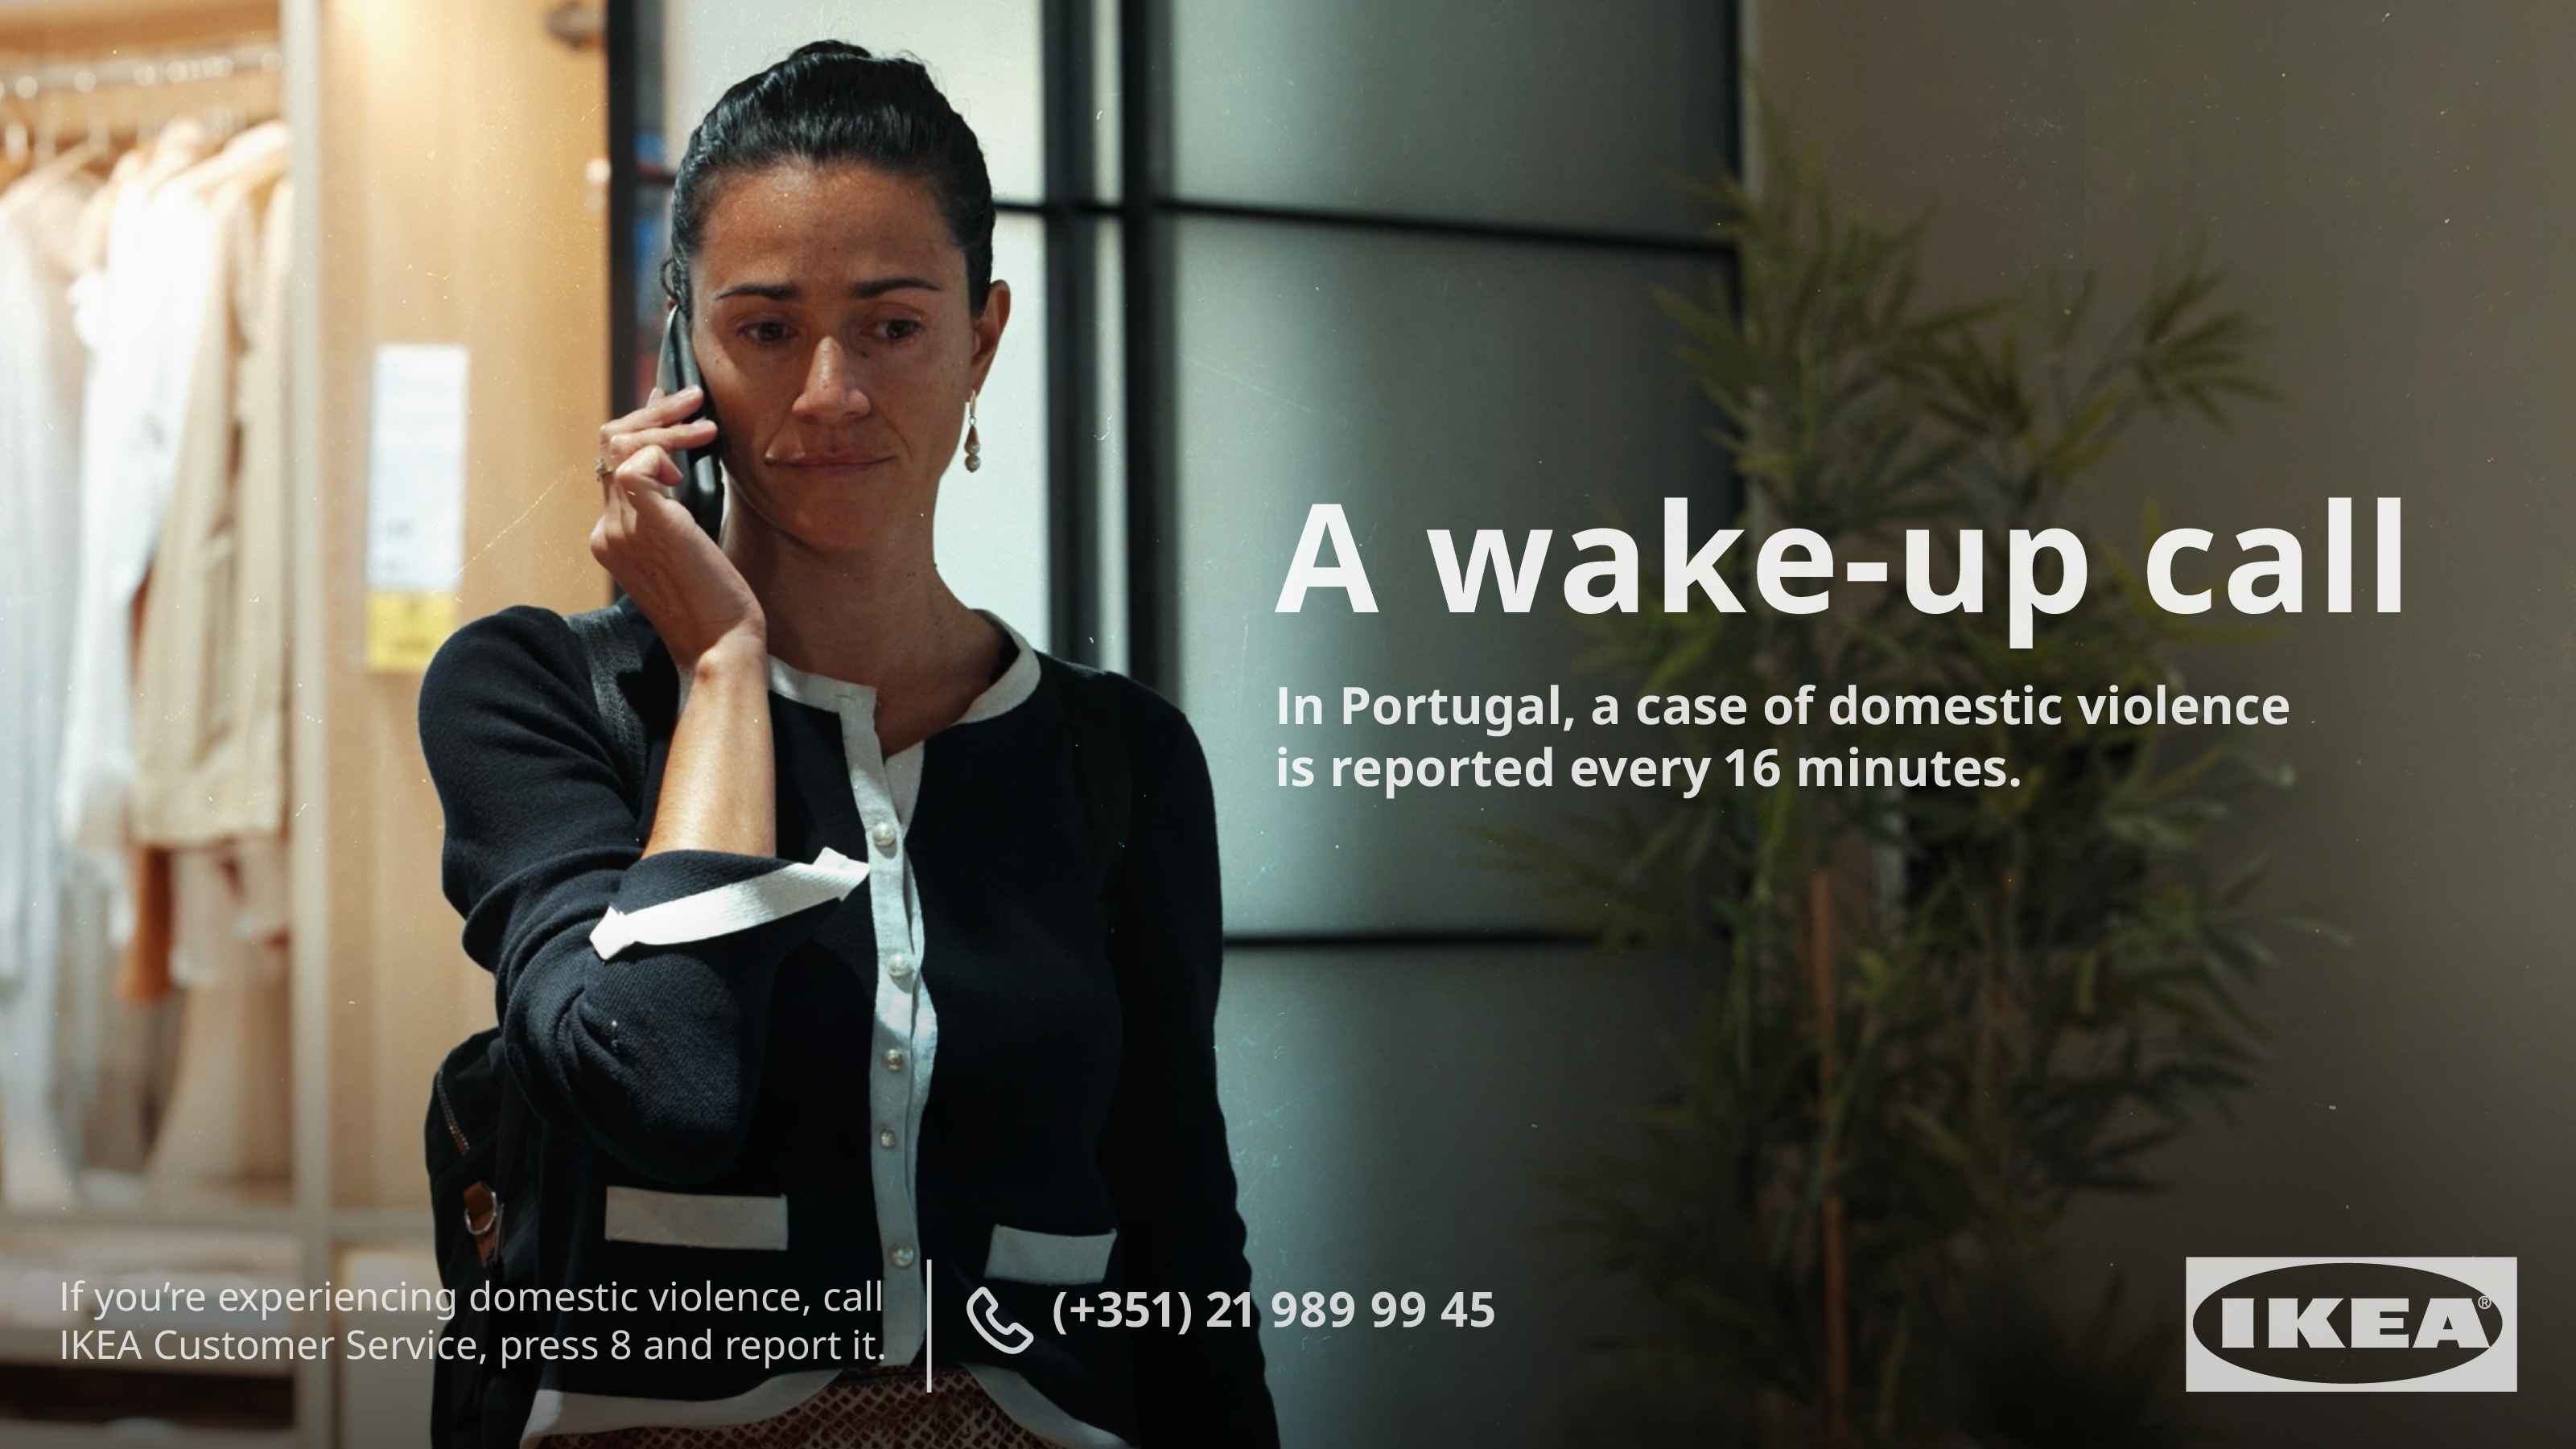 A wake-up call
In Portugal, a case of domestic violence
is reported every 16 minutes.
If you’re experiencing domestic violence, call
IKEA Customer Service, press 8 and report it.
(+351) 21 989 99 45
IKEA®